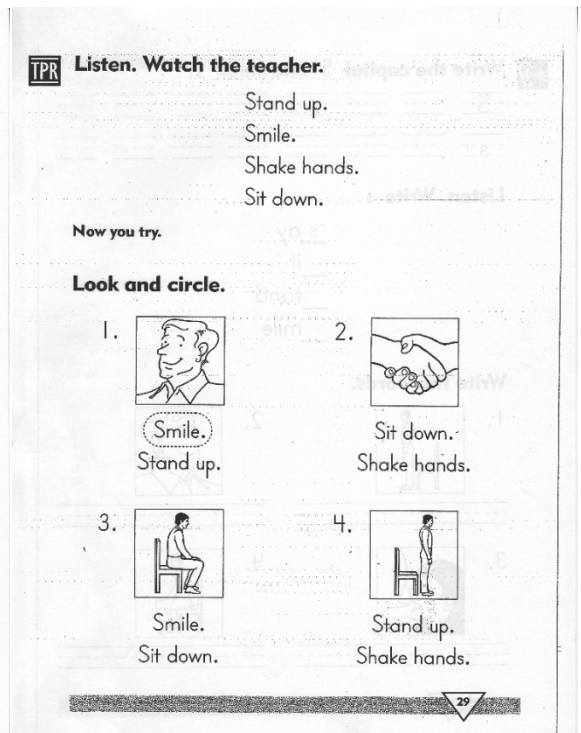 TPR Listen. Watch the teacher.
Stand up.
Smile.
Shake hands.
Sit down.
Now you try.
Look and circle.
1. 2.
Smile. Sit down.
Stand up. Shake hands.
3. 4.
Smile. Stand up.
Sit down. Shake hands.
29